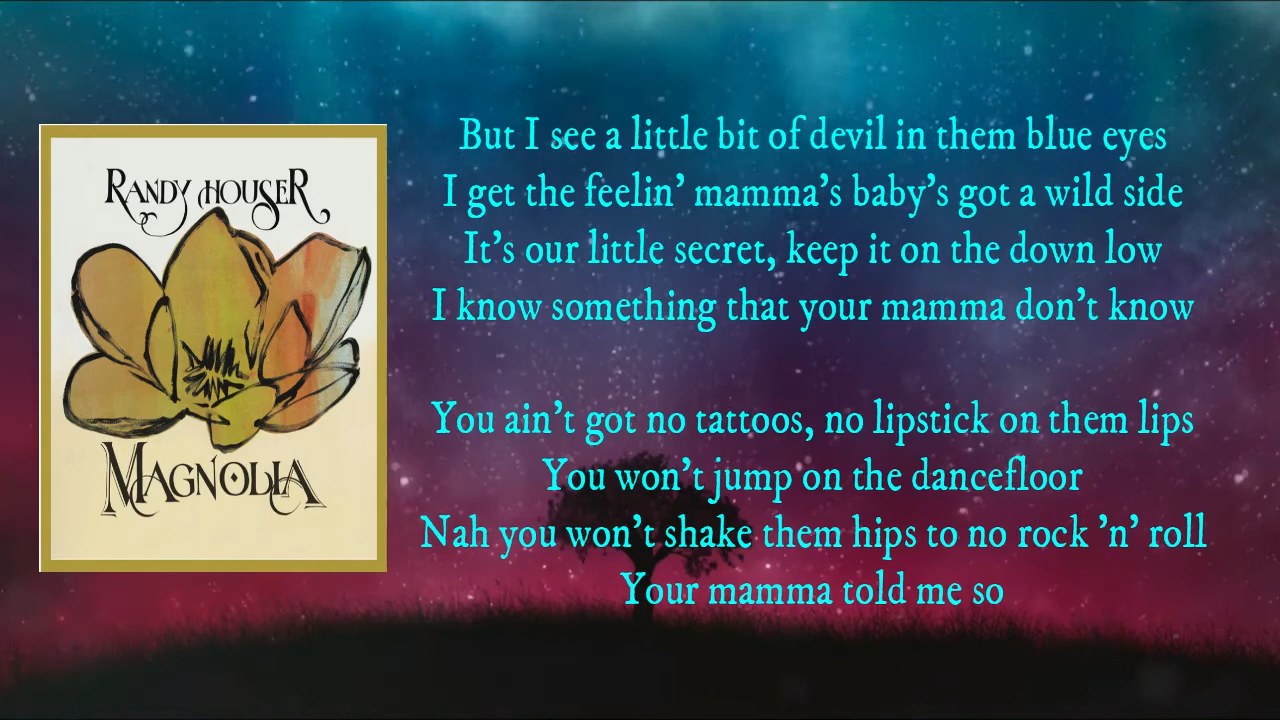 RANDY HOUSER
MAGNOLIA
But I see a little bit of devil in them blue eyes
I get the feelin' mamma's baby's got a wild side
It's our little secret, keep it on the down low
I know something that your mamma don't know
You ain't got no tattoos, no lipstick on them lips
You won't jump on the dancefloor
Nah you won't shake them hips to no rock 'n' roll
Your mamma told me so